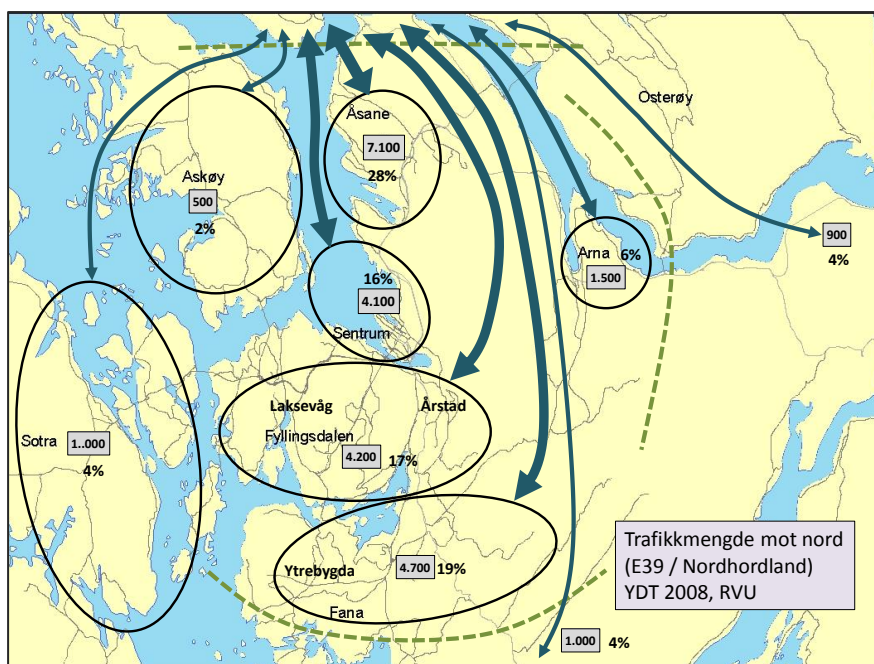 Osterøy
Åsane
7.100
28%
Askøy
500
2%
900
4%
Arna
6%
1.500
16%
4.100
Sentrum
Laksevåg
Årstad
Fyllingsdalen
4.200
17%
Sotra
1..000
4%
Ytrebygda
4.700
19%
Fana
Trafikkmengde mot nord
(E39 / Nordhordland)
YDT 2008, RVU
1.000
4%